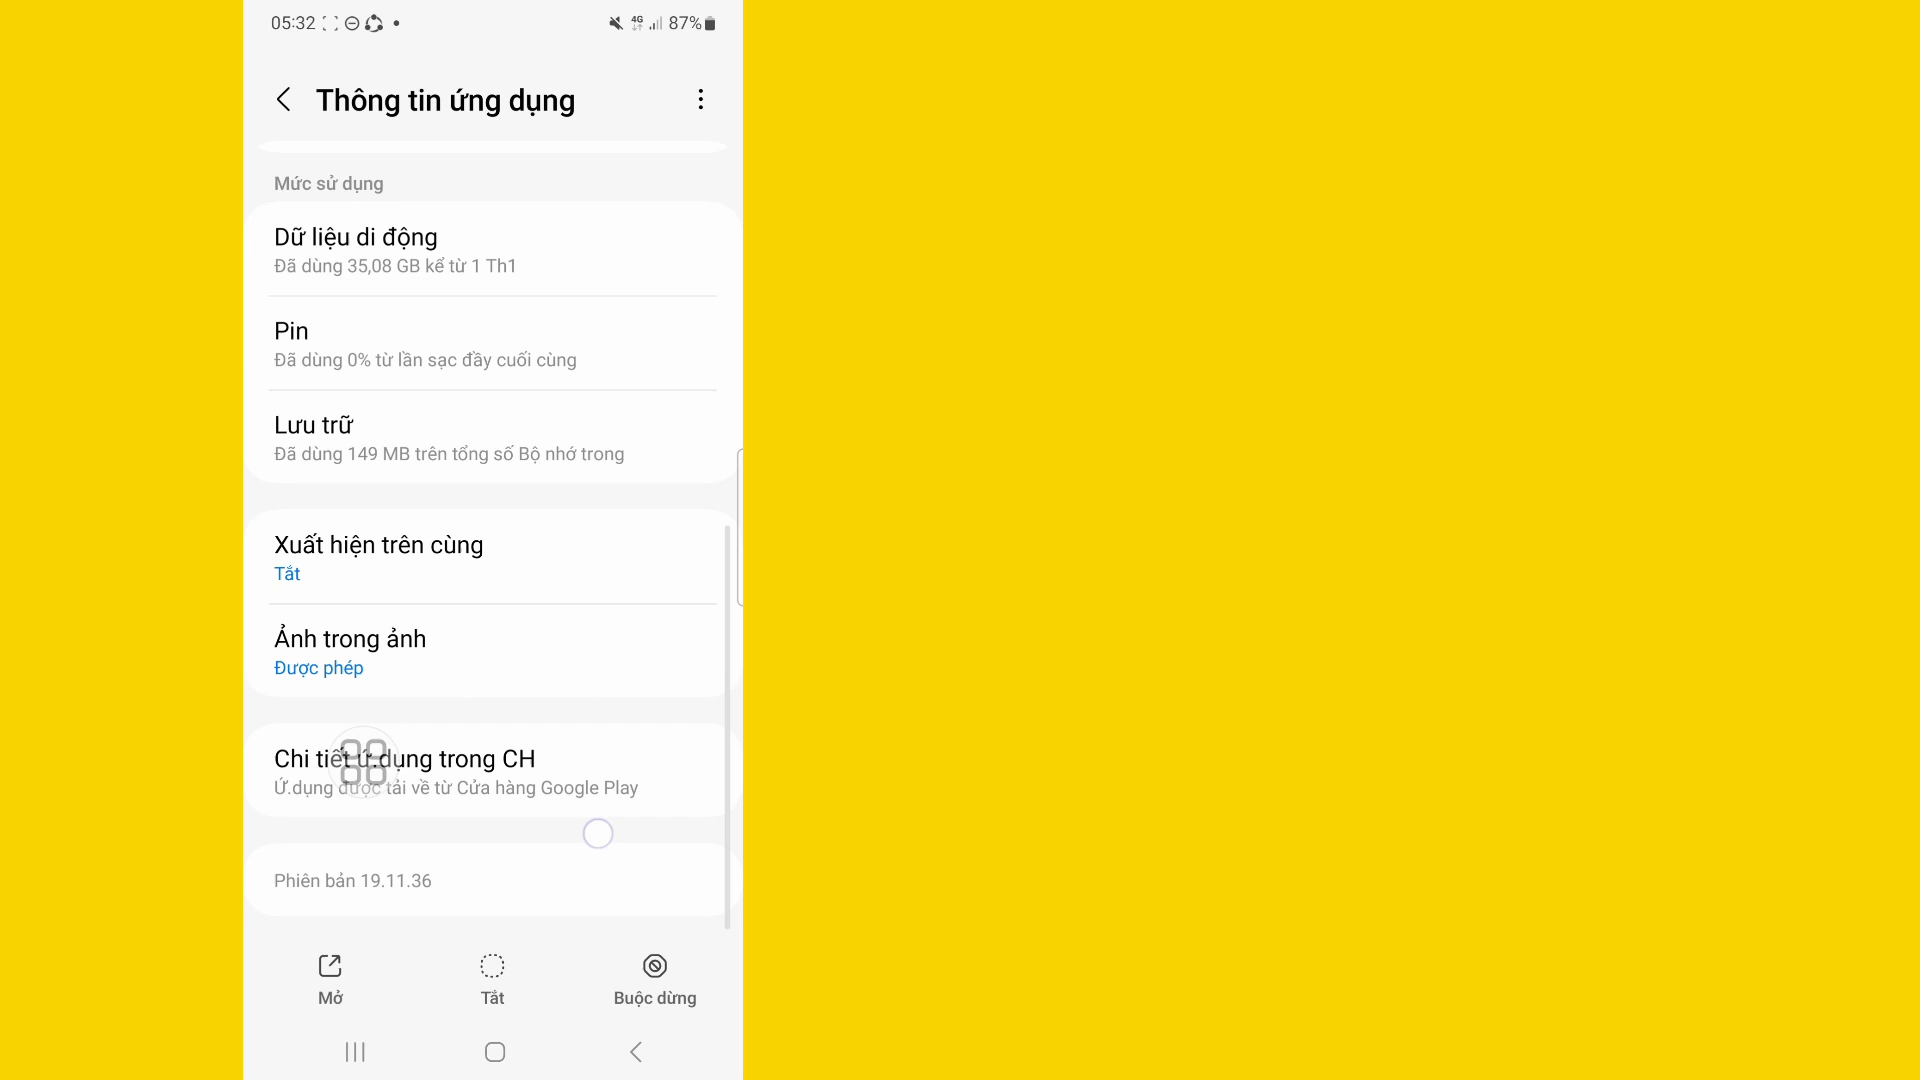 05:32 4G 87%
Thông tin ứng dụng
Mức sử dụng
Dữ liệu di động
Đã dùng 35,08 GB kể từ 1 Th1
Pin
Đã dùng 0% từ lần sạc đầy cuối cùng
Lưu trữ
Đã dùng 149 MB trên tổng số Bộ nhớ trong
Xuất hiện trên cùng
Tắt
Ảnh trong ảnh
Được phép
Chi tiết ứ.dụng trong CH
Ứ.dụng được tải về từ Cửa hàng Google Play
Phiên bản 19.11.36
Mở Tắt Buộc dừng